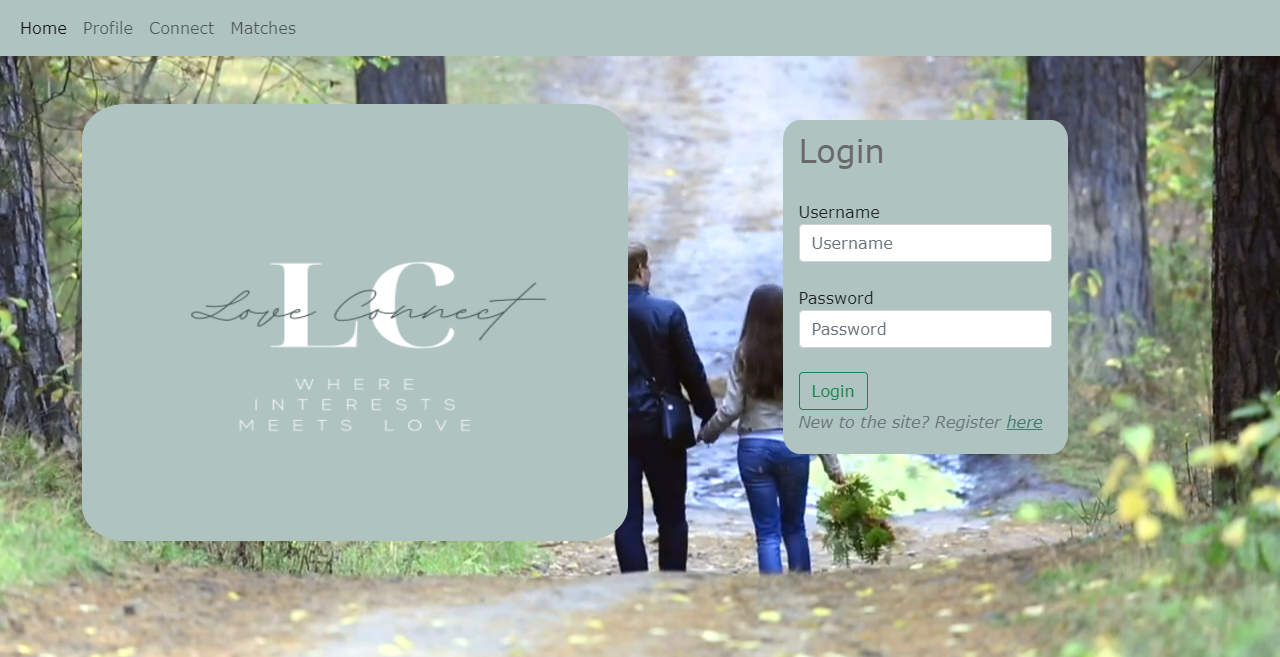 Home Profile Connect Matches
LC
Love Connect
WHERE
INTERESTS
MEETS LOVE
Login
Username
Username
Password
Password
Login
New to the site? Register here